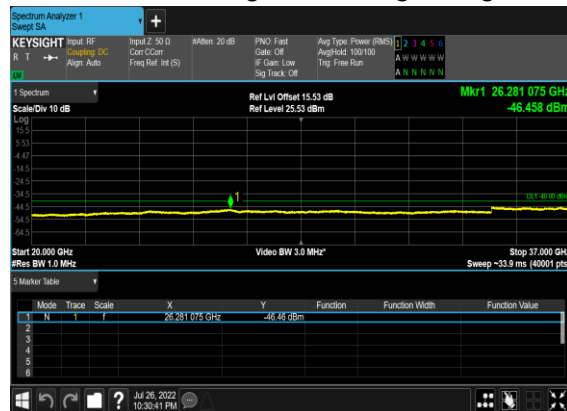 Spectrum Analyzer 1
Swept SA
+
KEYSIGHT Input: RF Input Z: 50 Ω #Atten: 20 dB PNO: Fast Avg Type: Power (RMS) 1 2 3 4 5 6
R T Coupling: DC Corr CCorr Gate: Off Avg|Hold: 100/100 A W W W W W
Align: Auto Freq Ref: Int (S) IF Gain: Low Trig: Free Run
Sig Track: Off A N N N N N
LXI
1 Spectrum Ref Lvl Offset 15.53 dB Mkr1 26.281 075 GHz
Scale/Div 10 dB Ref Level 25.53 dBm -46.458 dBm
Log
15.5
5.53
-4.47
-14.5
-24.5
-34.5
1
-44.5
-54.5
-64.5
Start 20.000 GHz Video BW 3.0 MHz* Stop 37.000 GHz
#Res BW 1.0 MHz Sweep ~33.9 ms (40001 pts)
5 Marker Table
Mode Trace Scale X Y Function Function Width Function Value
1 N 1 f 26.281 075 GHz -46.46 dBm
2
3
4
5
6
? Jul 26, 2022
10:30:41 PM